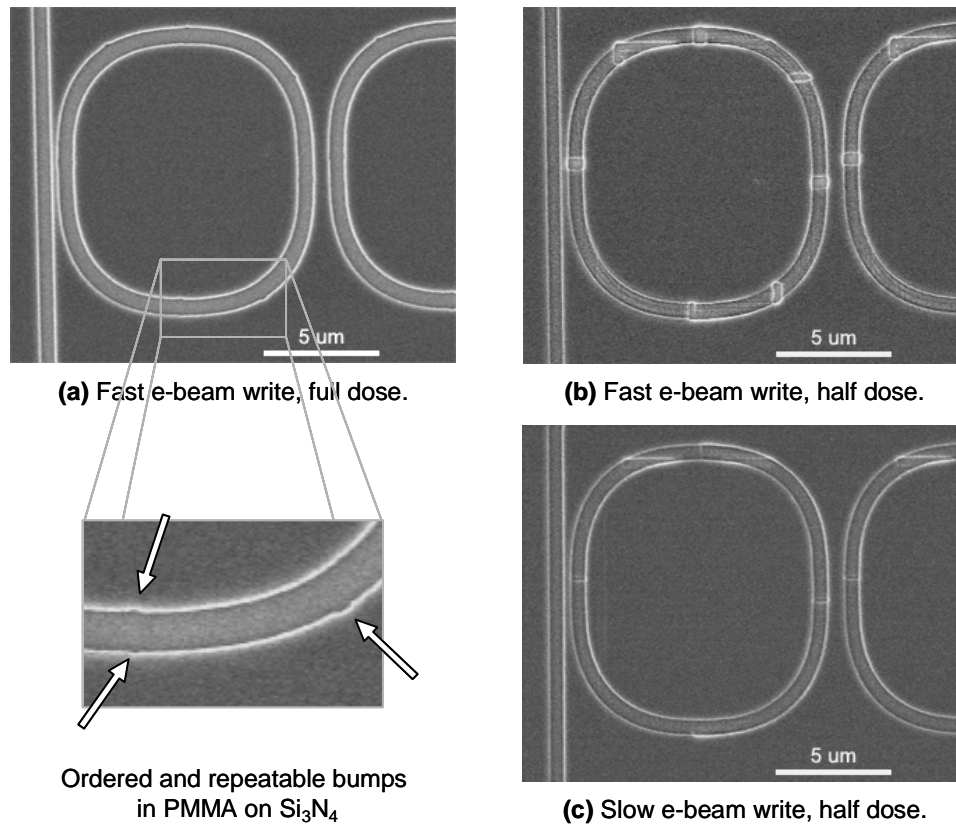 5 um
(a) Fast e-beam write, full dose.
5 um
(b) Fast e-beam write, half dose.
Ordered and repeatable bumps
in PMMA on Si₃N₄
5 um
(c) Slow e-beam write, half dose.